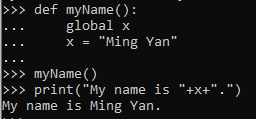 >>> def myName():
...     global x
...     x = "Ming Yan"
...
>>> myName()
>>> print("My name is "+x+".")
My name is Ming Yan.